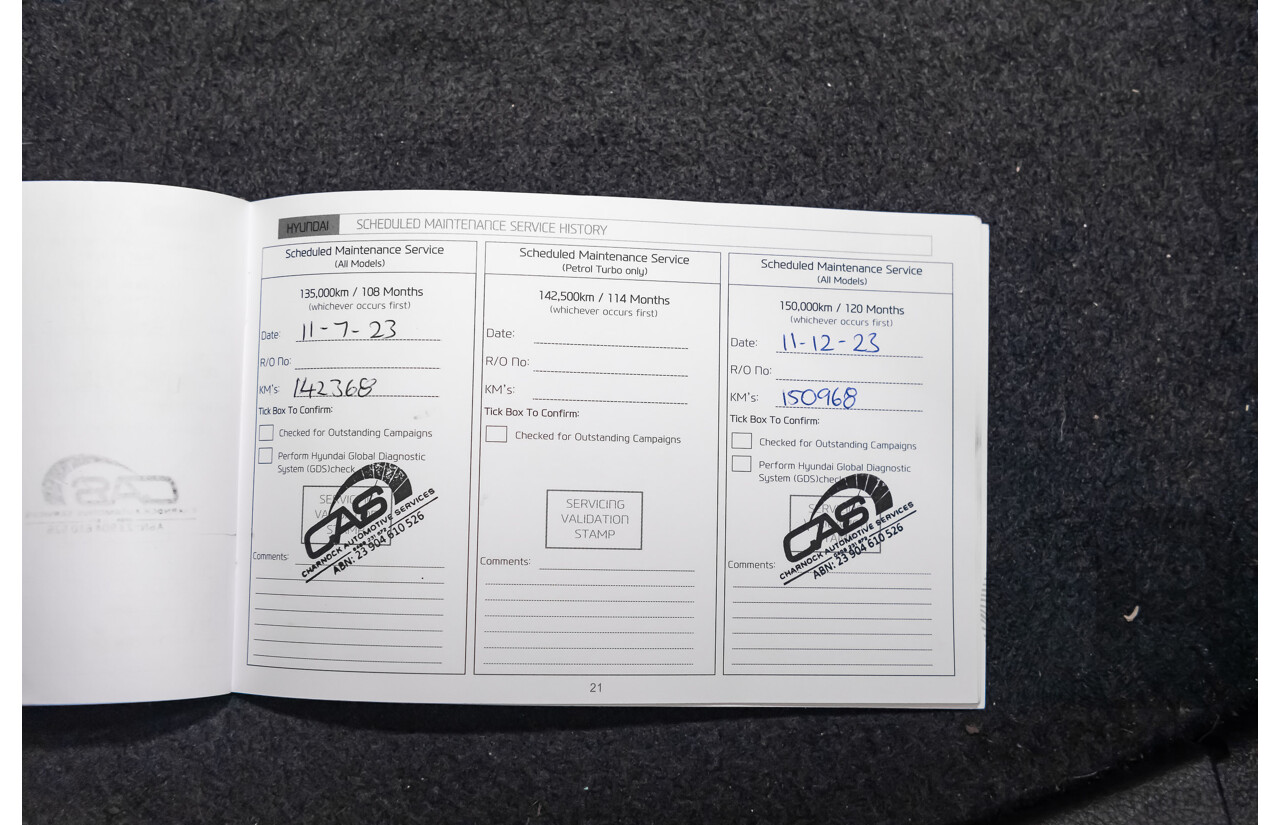 HYUNDAI SCHEDULED MAINTENANCE SERVICE HISTORY
Scheduled Maintenance Service
(All Models)
135,000km / 108 Months
(whichever occurs first)
Date: 11-7-23
R/O No:
KM's: 142368
Tick Box To Confirm:
Checked for Outstanding Campaigns
Perform Hyundai Global Diagnostic
System (GDS)check
CAS
CHARNOCK AUTOMOTIVE SERVICES
ABN: 23 904 610 526
Comments:
Scheduled Maintenance Service
(Petrol Turbo only)
142,500km / 114 Months
(whichever occurs first)
Date:
R/O No:
KM's:
Tick Box To Confirm:
Checked for Outstanding Campaigns
SERVICING
VALIDATION
STAMP
Comments:
Scheduled Maintenance Service
(All Models)
150,000km / 120 Months
(whichever occurs first)
Date: 11-12-23
R/O No:
KM's: 150968
Tick Box To Confirm:
Checked for Outstanding Campaigns
Perform Hyundai Global Diagnostic
System (GDS)check
CAS
CHARNOCK AUTOMOTIVE SERVICES
ABN: 23 904 610 526
Comments:
21